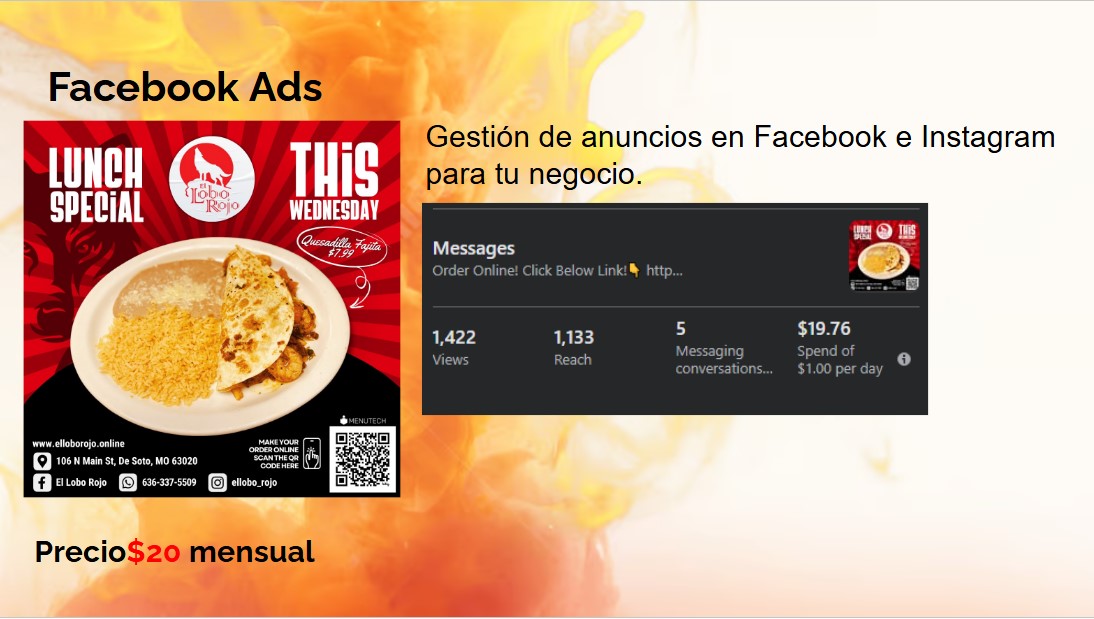 Facebook Ads
Gestión de anuncios en Facebook e Instagram
para tu negocio.
LUNCH
SPECiAL
El
Lobo
Rojo
THiS
WEDNESDAY
Quesadilla Fajita
$7.99
MENUTECH
www.elloborojo.online
106 N Main St, De Soto, MO 63020
El Lobo Rojo
636-337-5509
ellobo_rojo
MAKE YOUR
ORDER ONLINE
SCAN THE QR
CODE HERE
Messages
Order Online! Click Below Link!👇 http...
LUNCH
SPECiAL
THiS
WEDNESDAY
1,422
Views
1,133
Reach
5
Messaging
conversations...
$19.76
Spend of
$1.00 per day
Precio$20 mensual